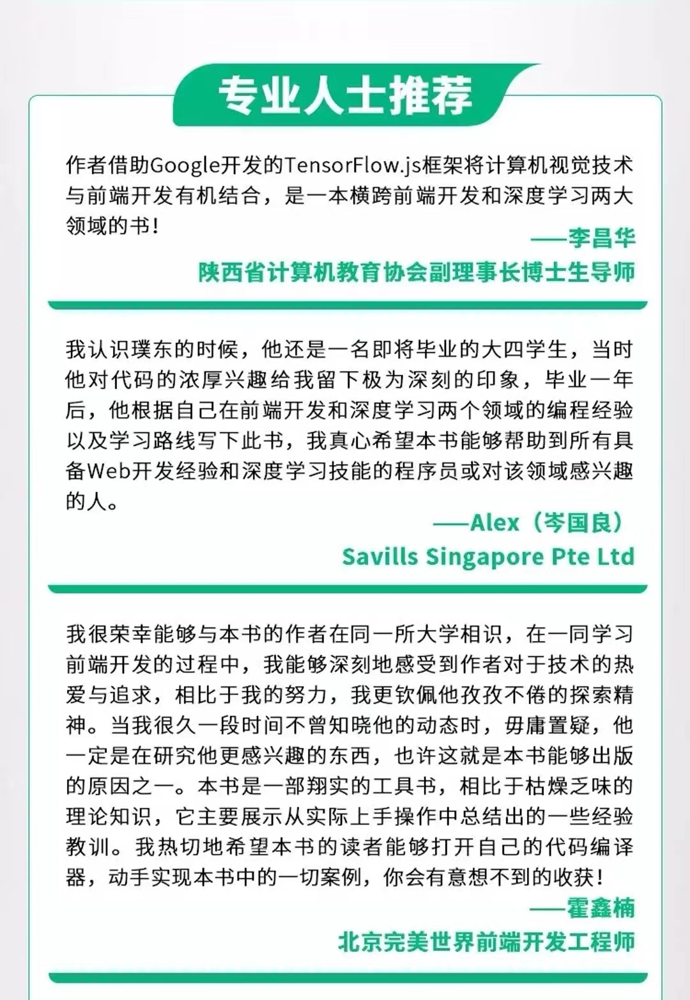 专业人士推荐
作者借助Google开发的TensorFlow.js框架将计算机视觉技术
与前端开发有机结合，是一本横跨前端开发和深度学习两大
领域的书！
——李昌华
陕西省计算机教育协会副理事长博士生导师
我认识璞东的时候，他还是一名即将毕业的大四学生，当时
他对代码的浓厚兴趣给我留下极为深刻的印象，毕业一年
后，他根据自己在前端开发和深度学习两个领域的编程经验
以及学习路线写下此书，我真心希望本书能够帮助到所有具
备Web开发经验和深度学习技能的程序员或对该领域感兴趣
的人。
——Alex（岑国良）
Savills Singapore Pte Ltd
我很荣幸能够与本书的作者在同一所大学相识，在一同学习
前端开发的过程中，我能够深刻地感受到作者对于技术的热
爱与追求，相比于我的努力，我更钦佩他孜孜不倦的探索精
神。当我很久一段时间不曾知晓他的动态时，毋庸置疑，他
一定是在研究他更感兴趣的东西，也许这就是本书能够出版
的原因之一。本书是一部翔实的工具书，相比于枯燥乏味的
理论知识，它主要展示从实际上手操作中总结出的一些经验
教训。我热切地希望本书的读者能够打开自己的代码编译
器，动手实现本书中的一切案例，你会有意想不到的收获！
——霍鑫楠
北京完美世界前端开发工程师